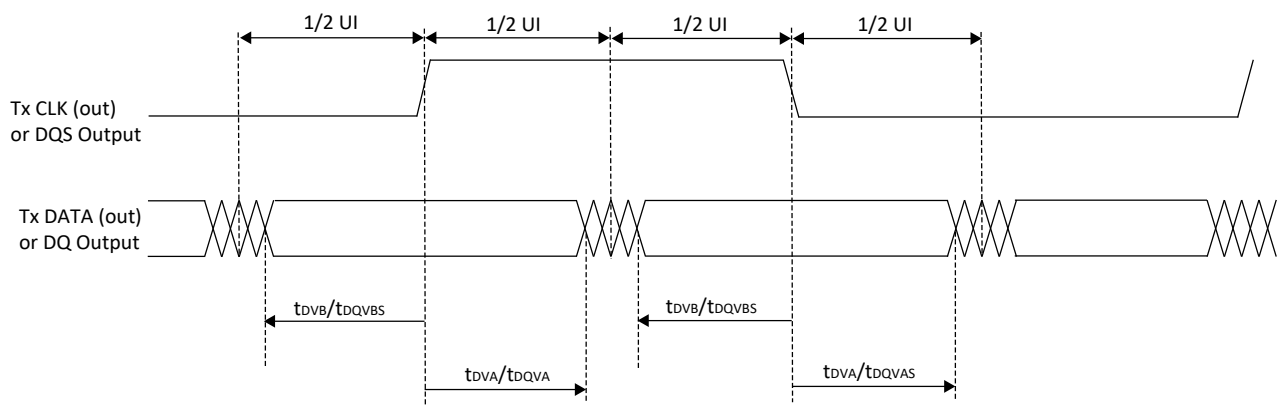 1/2 UI
1/2 UI
1/2 UI
1/2 UI
Tx CLK (out)
or DQS Output
Tx DATA (out)
or DQ Output
tDVB/tDQVBS
tDVB/tDQVBS
tDVA/tDQVA
tDVA/tDQVAS